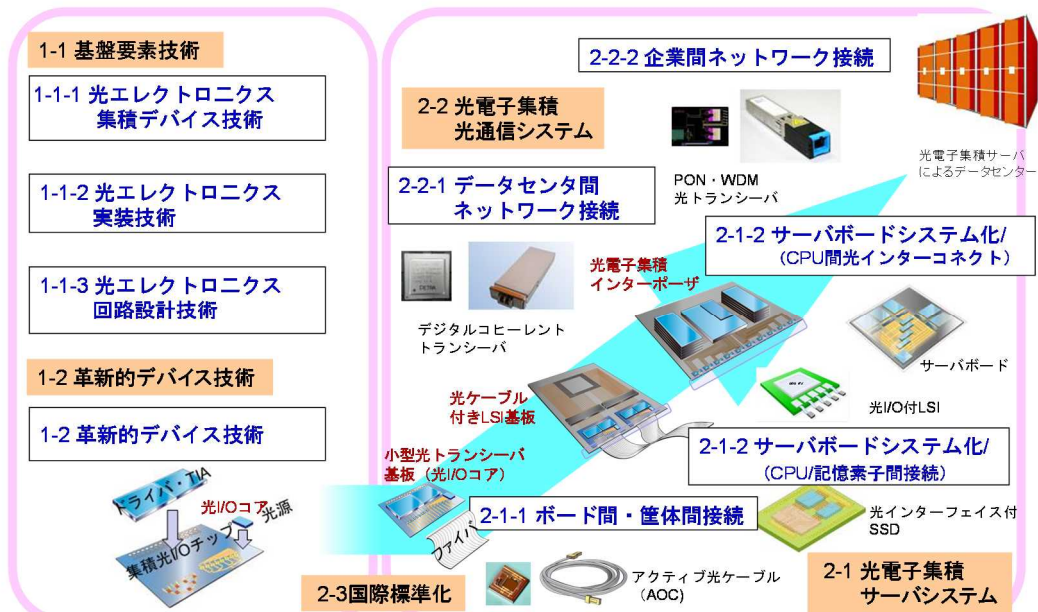 1-1 基盤要素技術
1-1-1 光エレクトロニクス
集積デバイス技術
1-1-2 光エレクトロニクス
実装技術
1-1-3 光エレクトロニクス
回路設計技術
1-2 革新的デバイス技術
1-2 革新的デバイス技術
ドライバ・TIA
光I/Oコア
光源
集積光I/Oチップ
2-2-2 企業間ネットワーク接続
2-2 光電子集積
光通信システム
PON・WDM
光トランシーバ
光電子集積サーバ
によるデータセンター
2-2-1 データセンタ間
ネットワーク接続
デジタルコヒーレント
トランシーバ
2-1-2 サーバボードシステム化/
(CPU間光インターコネクト)
光電子集積
インターポーザ
サーバボード
光I/O付LSI
光ケーブル
付きLSI基板
2-1-2 サーバボードシステム化/
(CPU/記憶素子間接続)
小型光トランシーバ
基板（光I/Oコア）
ファイバ
2-1-1 ボード間・筐体間接続
光インターフェイス付
SSD
アクティブ光ケーブル
(AOC)
2-3国際標準化
2-1 光電子集積
サーバシステム